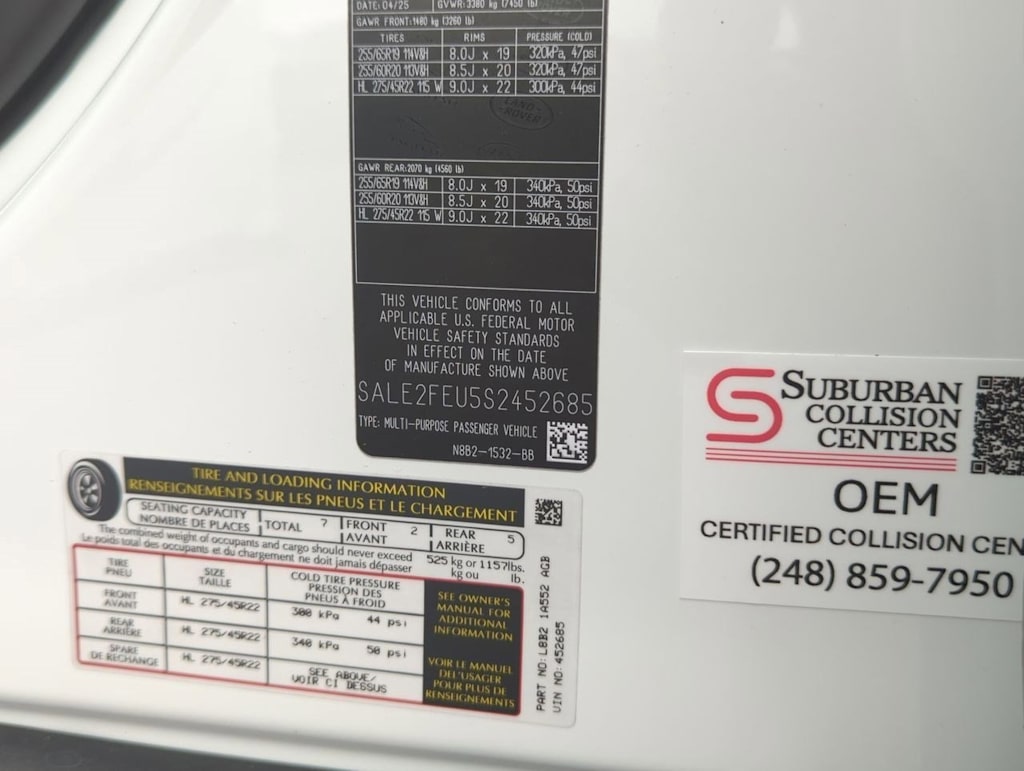 DATE: 04/25 GVWR: 3380 kg (7450 lb)
GAWR FRONT: 1480 kg (3260 lb)
TIRES RIMS PRESSURE (COLD)
255/65R19 114V&H 8.0J x 19 320kPa, 47psi
255/60R20 113V&H 8.5J x 20 320kPa, 47psi
HL 275/45R22 115 W 9.0J x 22 300kPa, 44psi
LAND-
ROVER
GAWR REAR: 2070 kg (4560 lb)
255/65R19 114V&H 8.0J x 19 340kPa, 50psi
255/60R20 113V&H 8.5J x 20 340kPa, 50psi
HL 275/45R22 115 W 9.0J x 22 340kPa, 50psi
THIS VEHICLE CONFORMS TO ALL
APPLICABLE U.S. FEDERAL MOTOR
VEHICLE SAFETY STANDARDS
IN EFFECT ON THE DATE
OF MANUFACTURE SHOWN ABOVE
SALE2FEU5S2452685
TYPE: MULTI-PURPOSE PASSENGER VEHICLE
N8B2-1532-BB
TIRE AND LOADING INFORMATION
RENSEIGNEMENTS SUR LES PNEUS ET LE CHARGEMENT
SEATING CAPACITY
NOMBRE DE PLACES
TOTAL 7
FRONT 2
AVANT
REAR 5
ARRIÈRE
The combined weight of occupants and cargo should never exceed 525 kg or 1157lbs.
Le poids total des occupants et du chargement ne doit jamais dépasser kg ou lb.
TIRE
PNEU
SIZE
TAILLE
COLD TIRE PRESSURE
PRESSION DES
PNEUS À FROID
FRONT
AVANT
HL 275/45R22 300 kPa 44 psi
REAR
ARRIÈRE
HL 275/45R22 340 kPa 50 psi
SPARE
DE RECHANGE
HL 275/45R22
SEE ABOVE/
VOIR CI DESSUS
SEE OWNER'S
MANUAL FOR
ADDITIONAL
INFORMATION
VOIR LE MANUEL
DE L'USAGER
POUR PLUS DE
RENSEIGNEMENTS
PART NO: L8B2 1A552 AGB
VIN NO: 452685
SUBURBAN
COLLISION
CENTERS
OEM
CERTIFIED COLLISION CEN
(248) 859-7950